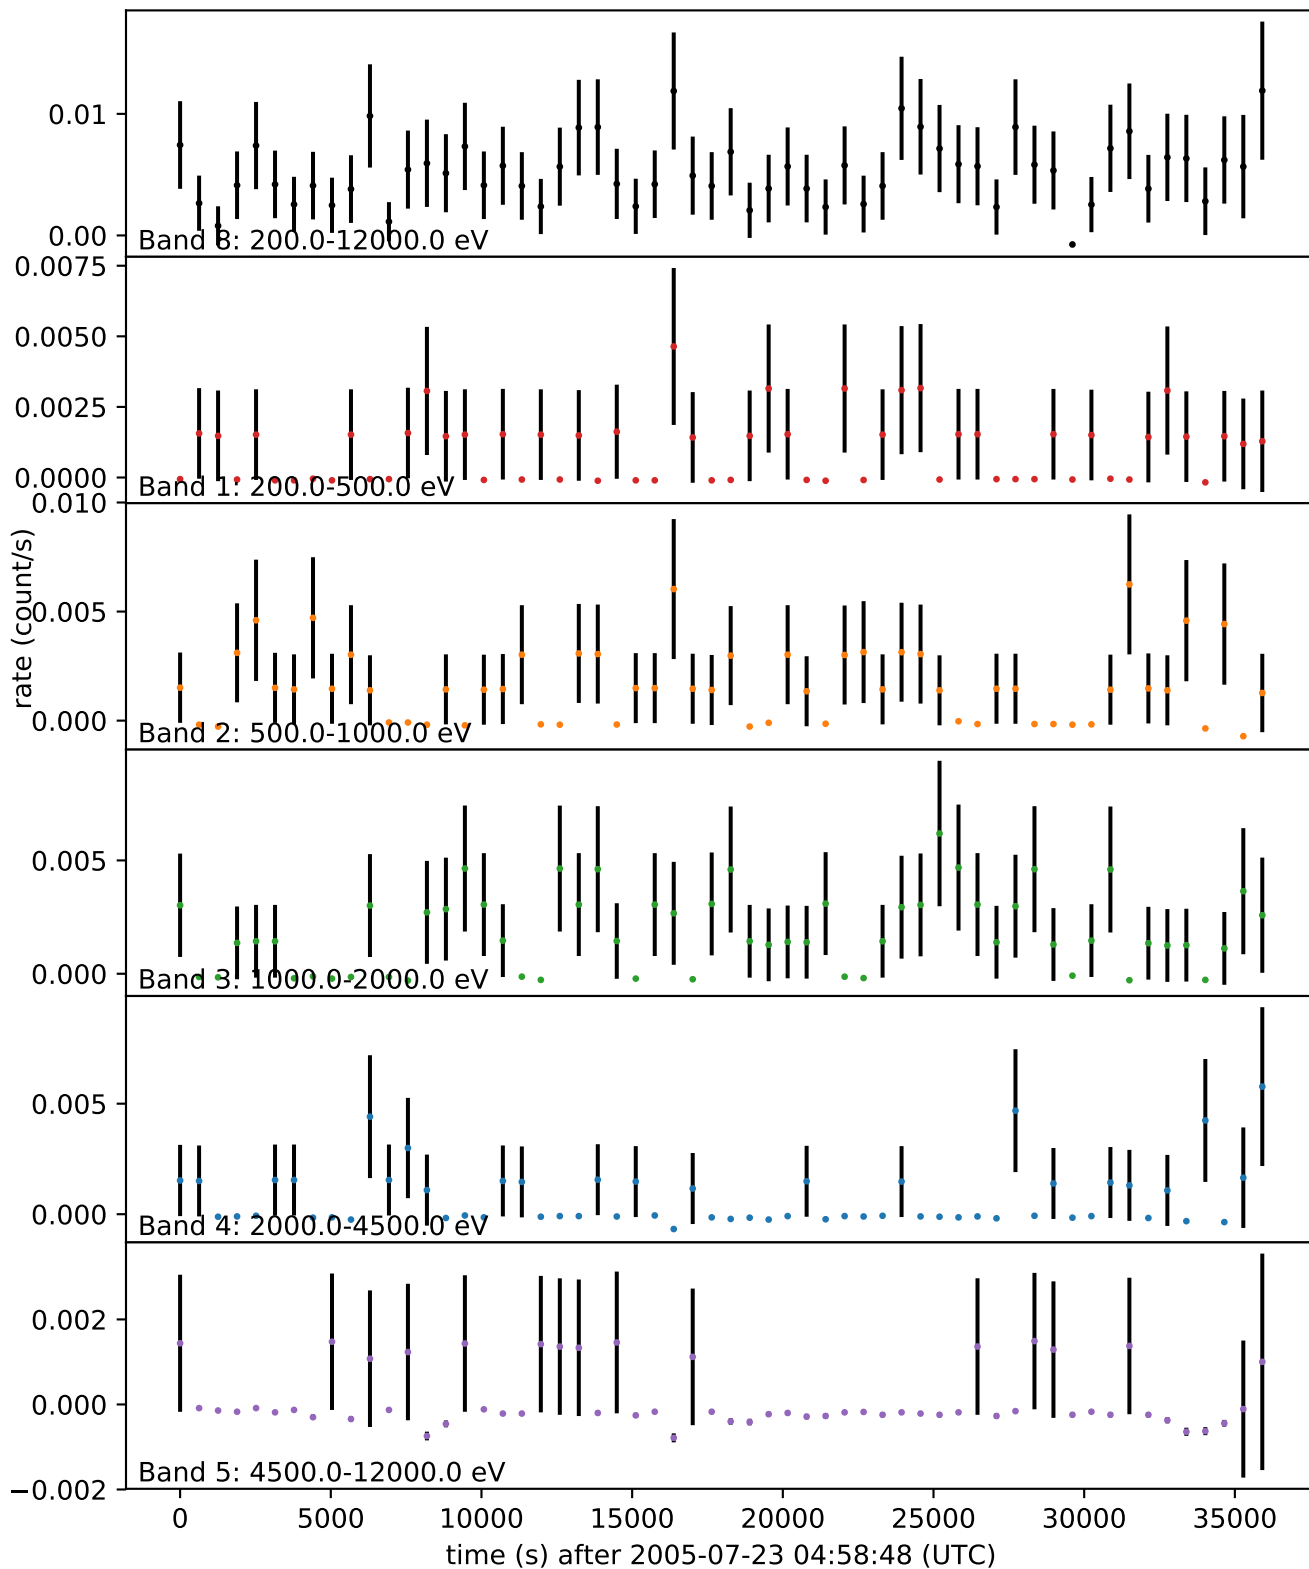 0.01
0.00
Band 8: 200.0-12000.0 eV
0.0075
0.0050
0.0025
0.0000
Band 1: 200.0-500.0 eV
0.010
0.005
0.000
Band 2: 500.0-1000.0 eV
rate (count/s)
0.005
0.000
Band 3: 1000.0-2000.0 eV
0.005
0.000
Band 4: 2000.0-4500.0 eV
0.002
0.000
−0.002
Band 5: 4500.0-12000.0 eV
0 5000 10000 15000 20000 25000 30000 35000
time (s) after 2005-07-23 04:58:48 (UTC)